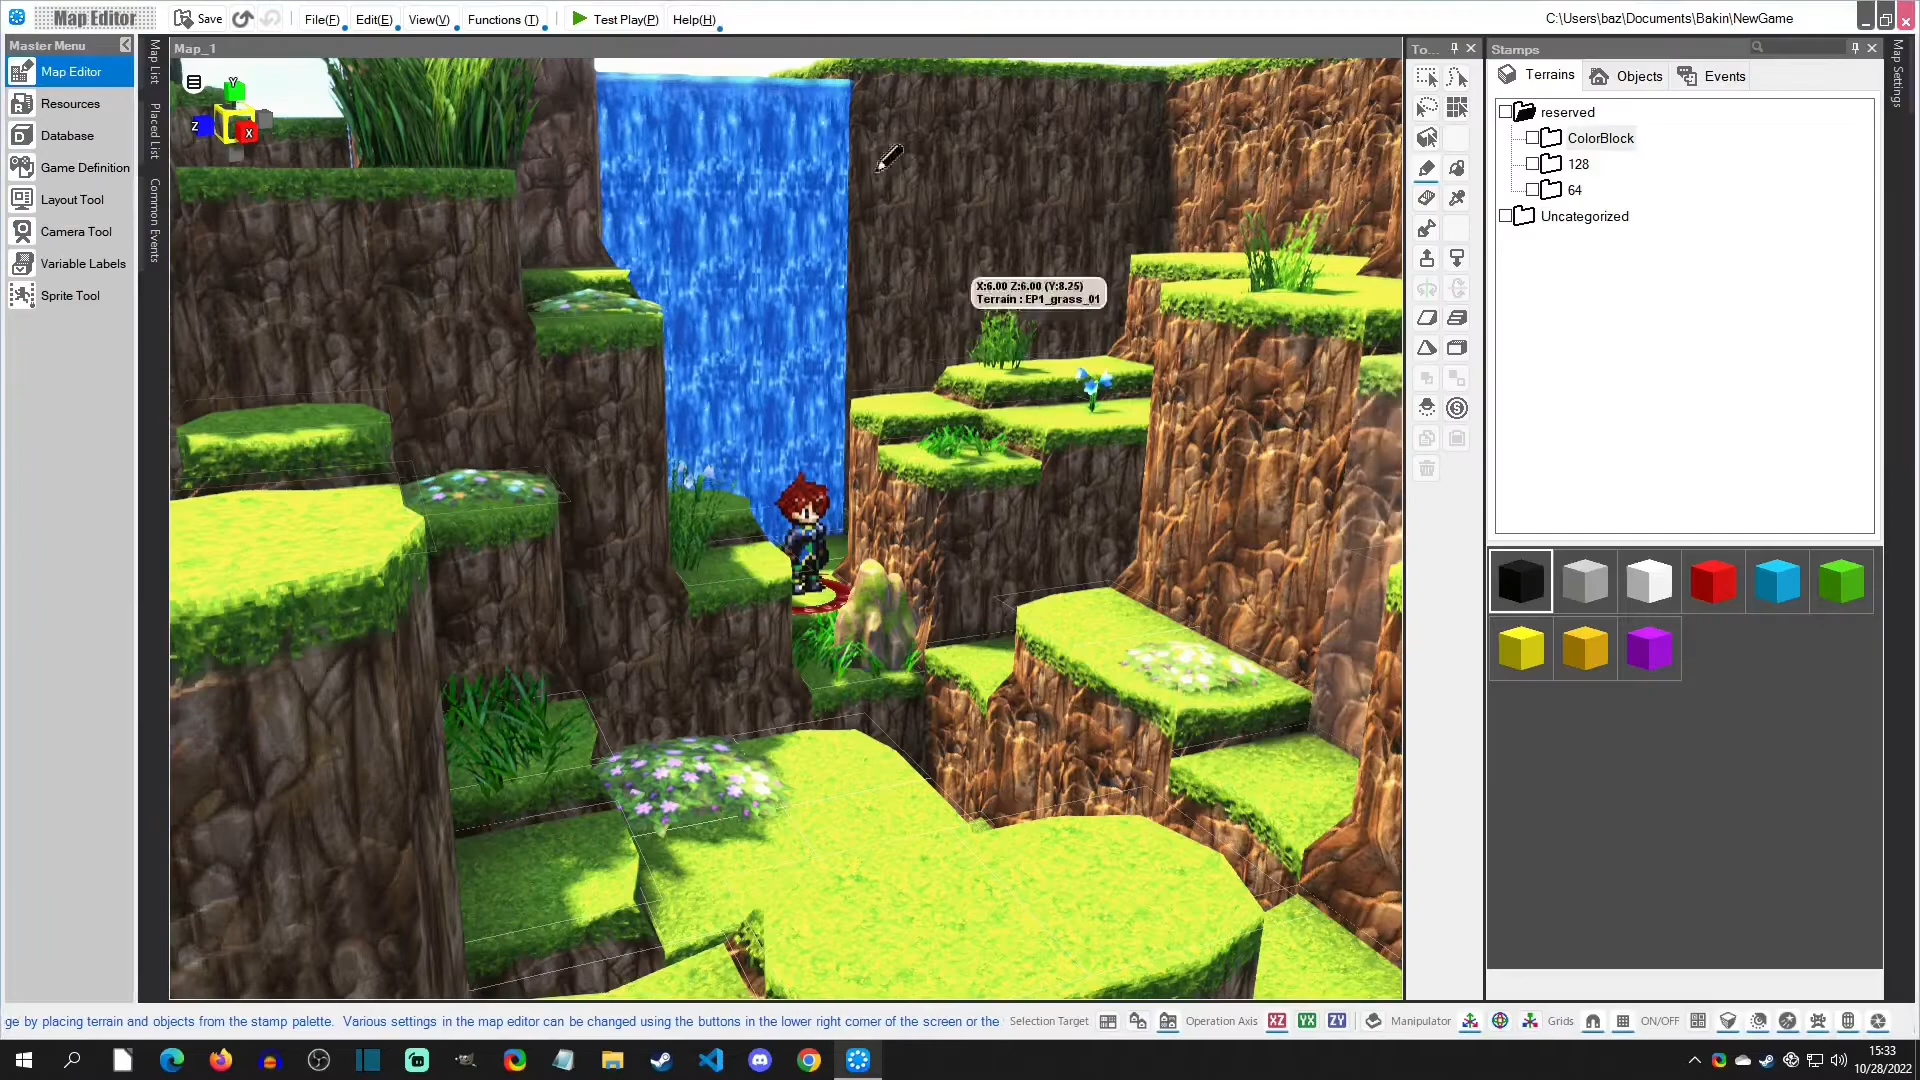 Map Editor
Save
File(F)
Edit(E)
View(V)
Functions (T)
Test Play(P)
Help(H)
C:\Users\baz\Documents\Bakin\NewGame
Master Menu
Map Editor
Resources
Database
Game Definition
Layout Tool
Camera Tool
Variable Labels
Sprite Tool
Map List
Placed List
Common Events
Map_1
Y
Z
X
X:6.00 Z:6.00 (Y:8.25)
Terrain : EP1_grass_01
To...
Stamps
Terrains
Objects
Events
reserved
ColorBlock
128
64
Uncategorized
Map Settings
ge by placing terrain and objects from the stamp palette.  Various settings in the map editor can be changed using the buttons in the lower right corner of the screen or the
Selection Target
Operation Axis
XZ
YX
ZY
Manipulator
Grids
ON/OFF
15:33
10/28/2022